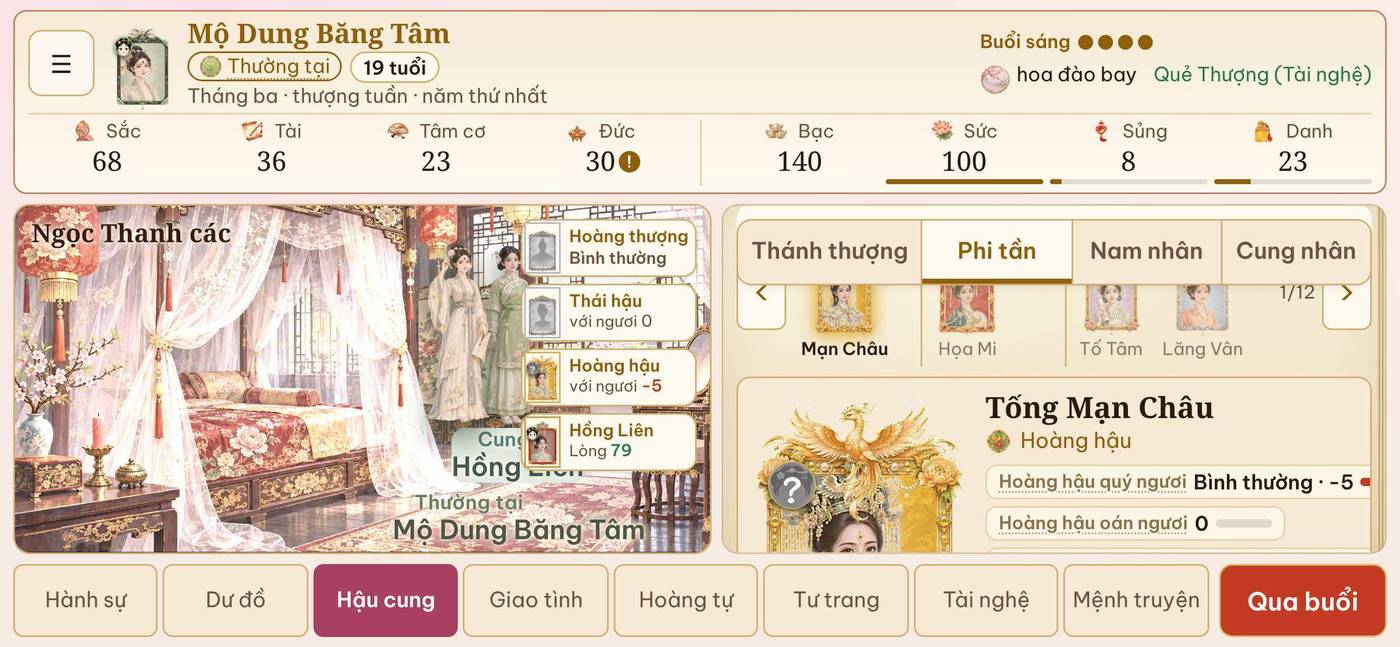 Mộ Dung Băng Tâm
Thường tại
19 tuổi
Tháng ba · thượng tuần · năm thứ nhất
Buổi sáng
hoa đào bay
Quẻ Thượng (Tài nghệ)
Sắc
68
Tài
36
Tâm cơ
23
Đức
30
!
Bạc
140
Sức
100
Sủng
8
Danh
23
Ngọc Thanh các
Hoàng thượng
Bình thường
Thái hậu
với ngươi 0
Hoàng hậu
với ngươi -5
Hồng Liên
Lòng 79
Cung
Hồng Liên
Thường tại
Mộ Dung Băng Tâm
Thánh thượng
Phi tần
Nam nhân
Cung nhân
1/12
Mạn Châu
Họa Mi
Tố Tâm
Lăng Vân
Tống Mạn Châu
Hoàng hậu
?
Hoàng hậu quý ngươi Bình thường · -5
Hoàng hậu oán ngươi 0
Hành sự
Dư đồ
Hậu cung
Giao tình
Hoàng tự
Tư trang
Tài nghệ
Mệnh truyện
Qua buổi